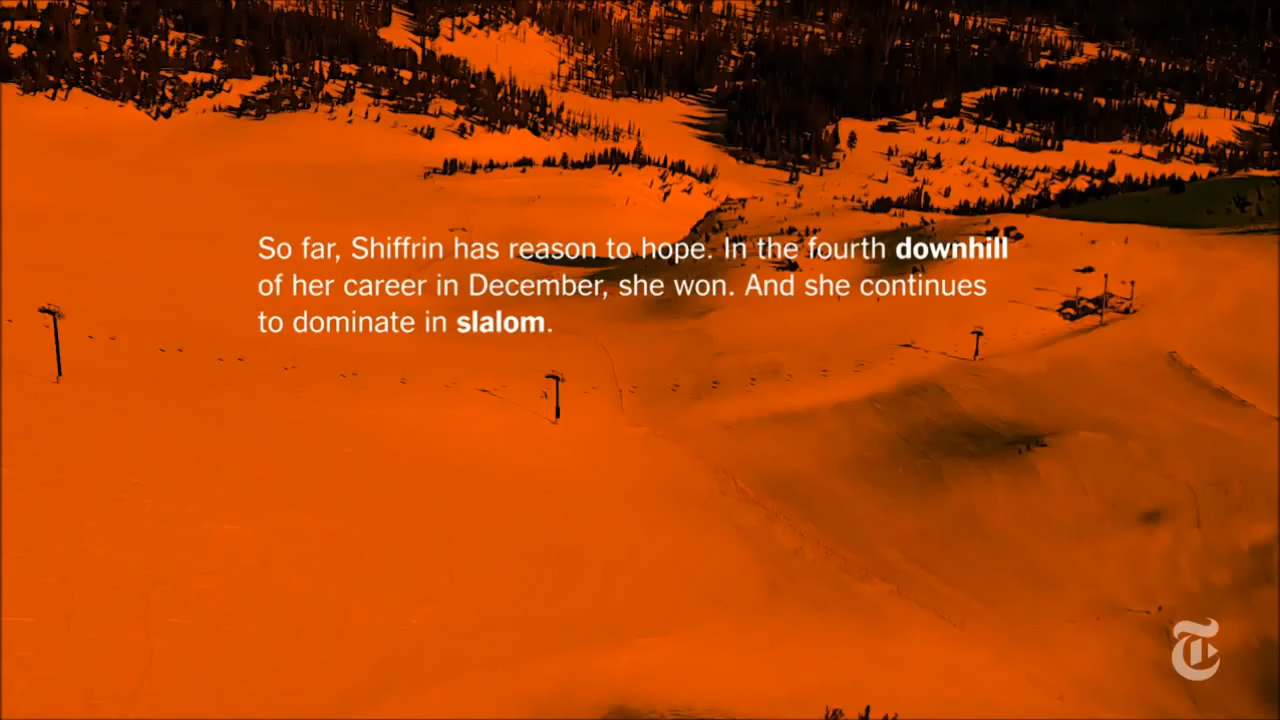 So far, Shiffrin has reason to hope. In the fourth downhill
of her career in December, she won. And she continues
to dominate in slalom.
T